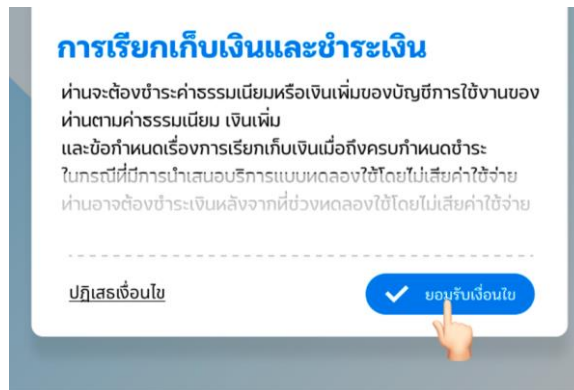 การเรียกเก็บเงินและชำระเงิน
ท่านจะต้องชำระค่าธรรมเนียมหรือเงินเพิ่มของบัญชีการใช้งานของ
ท่านตามค่าธรรมเนียม เงินเพิ่ม
และข้อกำหนดเรื่องการเรียกเก็บเงินเมื่อถึงครบกำหนดชำระ
ในกรณีที่มีการนำเสนอบริการแบบทดลองใช้โดยไม่เสียค่าใช้จ่าย
ท่านอาจต้องชำระเงินหลังจากที่ช่วงทดลองใช้โดยไม่เสียค่าใช้จ่าย
ปฏิเสธเงื่อนไข
ยอมรับเงื่อนไข